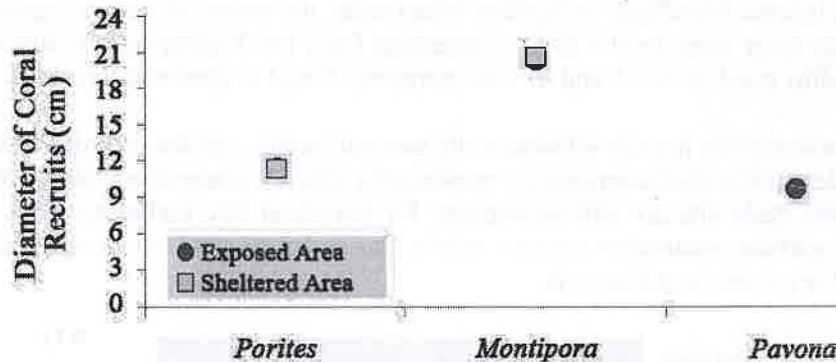 Diameter of Coral
Recruits (cm)
24
21
18
15
12
9
6
3
0
Exposed Area
Sheltered Area
Porites
Montipora
Pavona